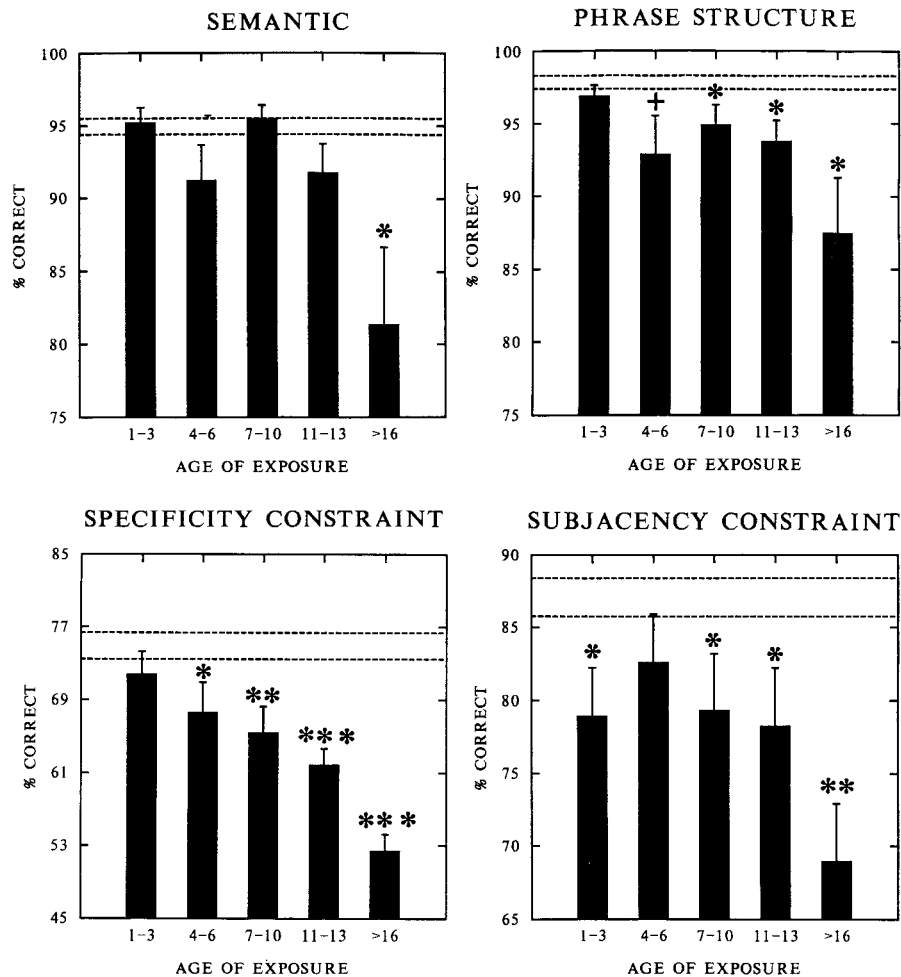 SEMANTIC
100
95
90
85
80
75
% CORRECT
*
1-3 4-6 7-10 11-13 >16
AGE OF EXPOSURE
PHRASE STRUCTURE
100
95
90
85
80
75
% CORRECT
+ * * *
1-3 4-6 7-10 11-13 >16
AGE OF EXPOSURE
SPECIFICITY CONSTRAINT
85
77
69
61
53
45
% CORRECT
* ** *** ***
1-3 4-6 7-10 11-13 >16
AGE OF EXPOSURE
SUBJACENCY CONSTRAINT
90
85
80
75
70
65
% CORRECT
* * * **
1-3 4-6 7-10 11-13 >16
AGE OF EXPOSURE